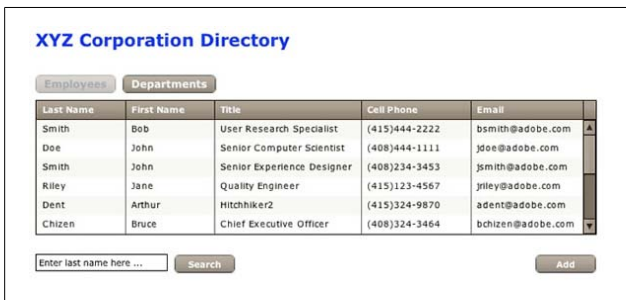 XYZ Corporation Directory
Employees Departments
Last Name First Name Title Cell Phone Email
Smith Bob User Research Specialist (415)444-2222 bsmith@adobe.com
Doe John Senior Computer Scientist (408)444-1111 jdoe@adobe.com
Smith John Senior Experience Designer (408)234-3453 jsmith@adobe.com
Riley Jane Quality Engineer (415)123-4567 jriley@adobe.com
Dent Arthur Hitchhiker2 (415)324-9870 adent@adobe.com
Chizen Bruce Chief Executive Officer (408)324-3464 bchizen@adobe.com
Enter last name here ... Search Add